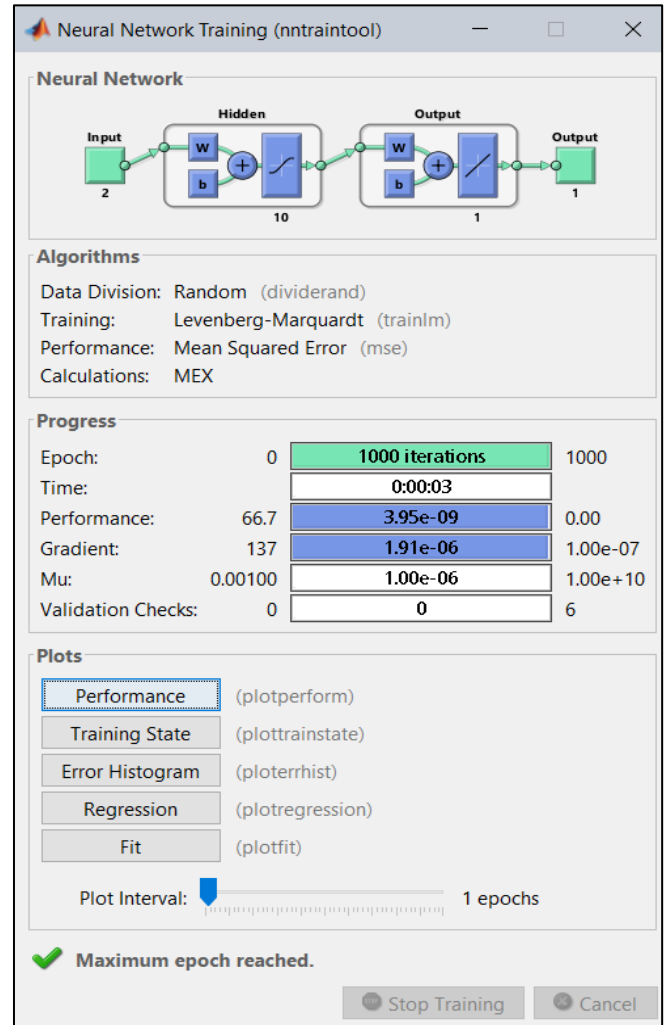 Neural Network Training (nntraintool)
Neural Network
Hidden
Output
Input
W
b
+
W
b
+
Output
2
10
1
1
Algorithms
Data Division: Random (dividerand)
Training: Levenberg-Marquardt (trainlm)
Performance: Mean Squared Error (mse)
Calculations: MEX
Progress
Epoch: 0 1000 iterations 1000
Time: 0:00:03
Performance: 66.7 3.95e-09 0.00
Gradient: 137 1.91e-06 1.00e-07
Mu: 0.00100 1.00e-06 1.00e+10
Validation Checks: 0 0 6
Plots
Performance (plotperform)
Training State (plottrainstate)
Error Histogram (ploterrhist)
Regression (plotregression)
Fit (plotfit)
Plot Interval: 1 epochs
Maximum epoch reached.
Stop Training Cancel